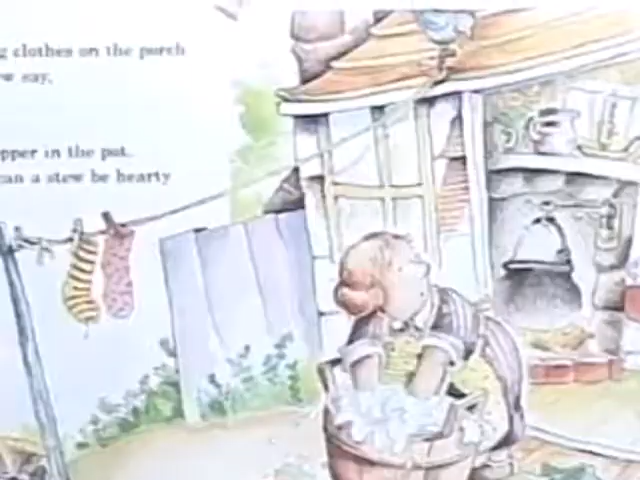 g clothes on the porch
w say,
pper in the pot.
can a stew be hearty